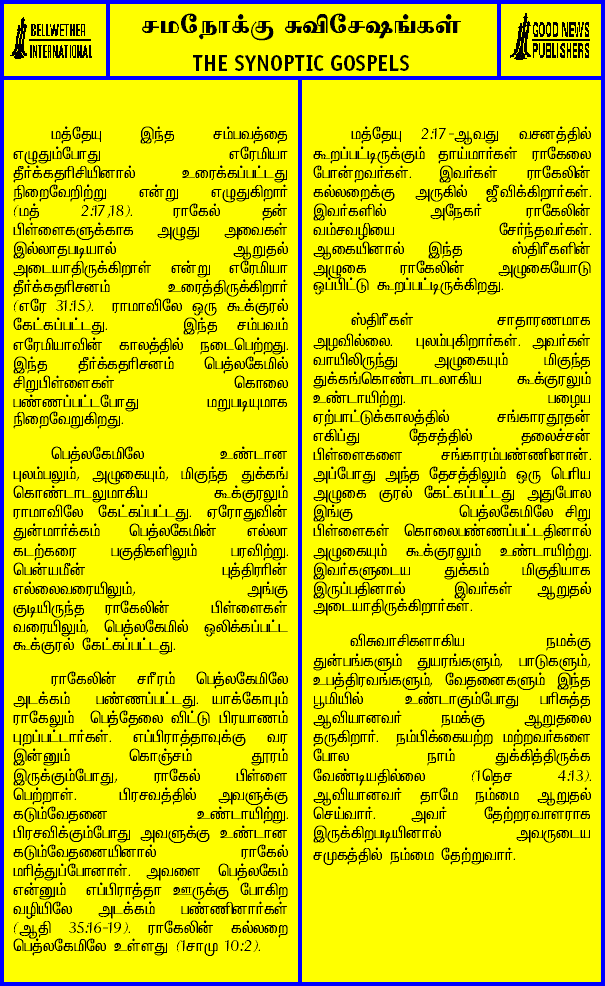 BELLWETHER
INTERNATIONAL
சமநோக்கு சுவிசேஷங்கள்
THE SYNOPTIC GOSPELS
GOOD NEWS
PUBLISHERS
மத்தேயு இந்த சம்பவத்தை
எழுதும்போது எரேமியா
தீர்க்கதரிசியினால் உரைக்கப்பட்டது
நிறைவேறிற்று என்று எழுதுகிறார்
(மத் 2:17,18). ராகேல் தன்
பிள்ளைகளுக்காக அழுது அவைகள்
இல்லாதபடியால் ஆறுதல்
அடையாதிருக்கிறாள் என்று எரேமியா
தீர்க்கதரிசனம் உரைத்திருக்கிறார்
(எரே 31:15). ராமாவிலே ஒரு கூக்குரல்
கேட்கப்பட்டது. இந்த சம்பவம்
எரேமியாவின் காலத்தில் நடைபெற்றது.
இந்த தீர்க்கதரிசனம் பெத்லகேமில்
சிறுபிள்ளைகள் கொலை
பண்ணப்பட்டபோது மறுபடியுமாக
நிறைவேறுகிறது.
பெத்லகேமிலே உண்டான
புலம்பலும், அழுகையும், மிகுந்த துக்கங்
கொண்டாடலுமாகிய கூக்குரலும்
ராமாவிலே கேட்கப்பட்டது. ஏரோதுவின்
துன்மார்க்கம் பெத்லகேமின் எல்லா
கடற்கரை பகுதிகளிலும் பரவிற்று.
பென்யமீன் புத்திரரின்
எல்லைவரையிலும், அங்கு
குடியிருந்த ராகேலின் பிள்ளைகள்
வரையிலும், பெத்லகேமில் ஒலிக்கப்பட்ட
கூக்குரல் கேட்கப்பட்டது.
ராகேலின் சரீரம் பெத்லகேமிலே
அடக்கம் பண்ணப்பட்டது. யாக்கோபும்
ராகேலும் பெத்தேலை விட்டு பிரயாணம்
புறப்பட்டார்கள். எப்பிராத்தாவுக்கு வர
இன்னும் கொஞ்சம் தூரம்
இருக்கும்போது, ராகேல் பிள்ளை
பெற்றாள். பிரசவத்தில் அவளுக்கு
கடும்வேதனை உண்டாயிற்று.
பிரசவிக்கும்போது அவளுக்கு உண்டான
கடும்வேதனையினால் ராகேல்
மரித்துப்போனாள். அவளை பெத்லகேம்
என்னும் எப்பிராத்தா ஊருக்கு போகிற
வழியிலே அடக்கம் பண்ணினார்கள்
(ஆதி 35:16-19). ராகேலின் கல்லறை
பெத்லகேமிலே உள்ளது (1சாமு 10:2).
மத்தேயு 2:17-ஆவது வசனத்தில்
கூறப்பட்டிருக்கும் தாய்மார்கள் ராகேலை
போன்றவர்கள். இவர்கள் ராகேலின்
கல்லறைக்கு அருகில் ஜீவிக்கிறார்கள்.
இவர்களில் அநேகர் ராகேலின்
வம்சவழியை சேர்ந்தவர்கள்.
ஆகையினால் இந்த ஸ்திரீகளின்
அழுகை ராகேலின் அழுகையோடு
ஒப்பிட்டு கூறப்பட்டிருக்கிறது.
ஸ்திரீகள் சாதாரணமாக
அழவில்லை. புலம்புகிறார்கள். அவர்கள்
வாயிலிருந்து அழுகையும் மிகுந்த
துக்கங்கொண்டாடலாகிய கூக்குரலும்
உண்டாயிற்று. பழைய
ஏற்பாட்டுக்காலத்தில் சங்காரதூதன்
எகிப்து தேசத்தில் தலைச்சன்
பிள்ளைகளை சங்காரம்பண்ணினான்.
அப்போது அந்த தேசத்திலும் ஒரு பெரிய
அழுகை குரல் கேட்கப்பட்டது அதுபோல
இங்கு பெத்லகேமிலே சிறு
பிள்ளைகள் கொலைபண்ணப்பட்டதினால்
அழுகையும் கூக்குரலும் உண்டாயிற்று.
இவர்களுடைய துக்கம் மிகுதியாக
இருப்பதினால் இவர்கள் ஆறுதல்
அடையாதிருக்கிறார்கள்.
விசுவாசிகளாகிய நமக்கு
துன்பங்களும் துயரங்களும், பாடுகளும்,
உபத்திரவங்களும், வேதனைகளும் இந்த
பூமியில் உண்டாகும்போது பரிசுத்த
ஆவியானவர் நமக்கு ஆறுதலை
தருகிறார். நம்பிக்கையற்ற மற்றவர்களை
போல நாம் துக்கித்திருக்க
வேண்டியதில்லை (1தெச 4:13).
ஆவியானவர் தாமே நம்மை ஆறுதல்
செய்வார். அவர் தேற்றரவாளராக
இருக்கிறபடியினால் அவருடைய
சமுகத்தில் நம்மை தேற்றுவார்.